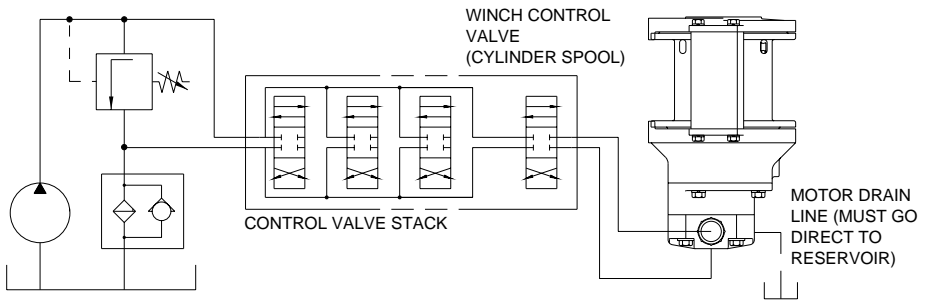 WINCH CONTROL
VALVE
(CYLINDER SPOOL)
CONTROL VALVE STACK
MOTOR DRAIN
LINE (MUST GO
DIRECT TO
RESERVOIR)